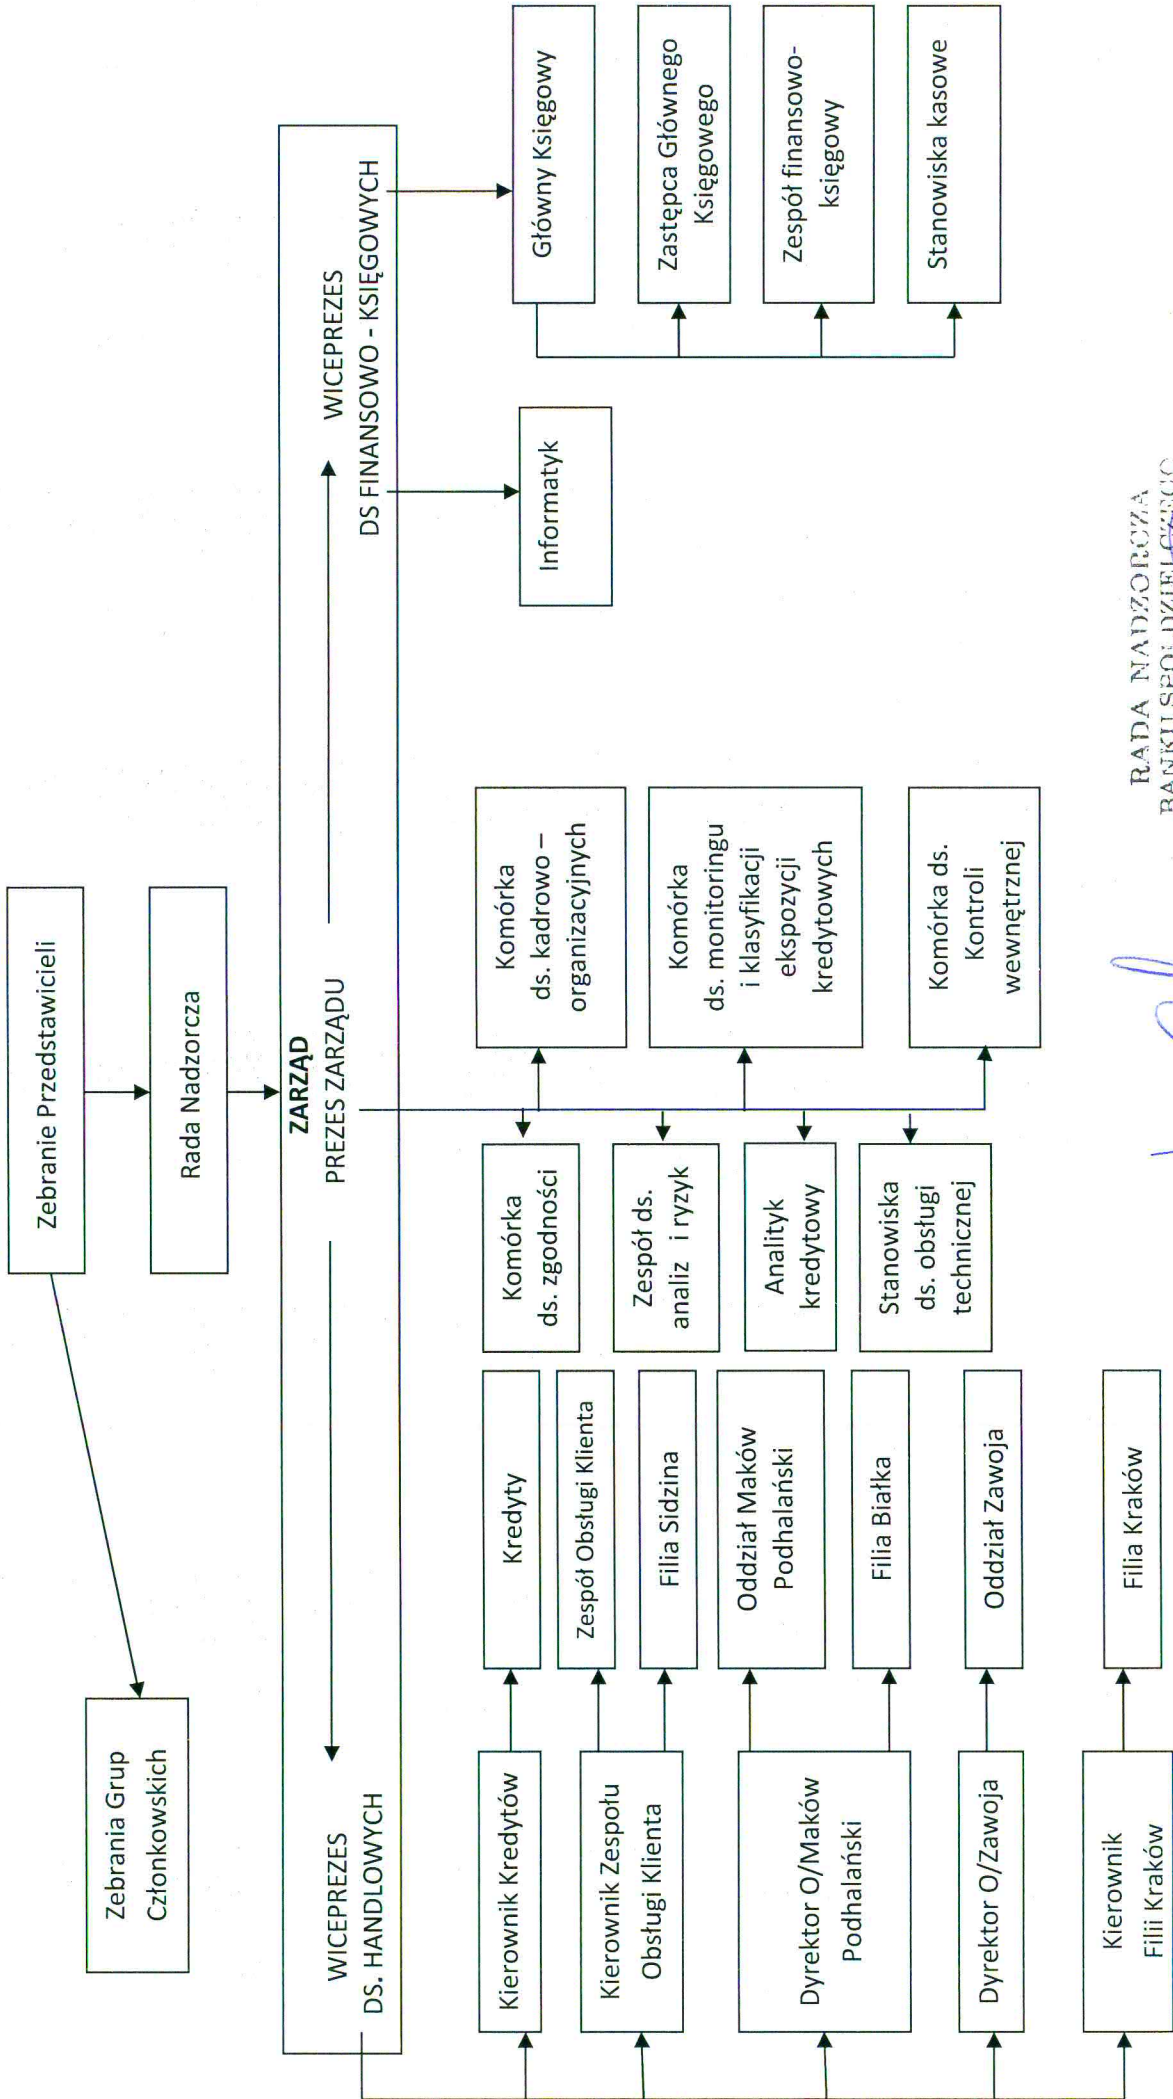 Zebranie Przedstawicieli
Zebrania Grup
Członkowskich
Rada Nadzorcza
ZARZĄD
PREZES ZARZĄDU
WICEPREZES
DS. HANDLOWYCH
WICEPREZES
DS FINANSOWO - KSIĘGOWYCH
Kierownik Kredytów
Kredyty
Kierownik Zespołu
Obsługi Klienta
Zespół Obsługi Klienta
Filia Sidzina
Dyrektor O/Maków
Podhalański
Oddział Maków
Podhalański
Filia Białka
Dyrektor O/Zawoja
Oddział Zawoja
Kierownik
Filii Kraków
Filia Kraków
Komórka
ds. zgodności
Zespół ds.
analiz i ryzyk
Analityk
kredytowy
Stanowiska
ds. obsługi
technicznej
Komórka
ds. kadrowo –
organizacyjnych
Komórka
ds. monitoringu
i klasyfikacji
ekspozycji
kredytowych
Komórka ds.
Kontroli
wewnętrznej
Informatyk
Główny Księgowy
Zastępca Głównego
Księgowego
Zespół finansowo-
księgowy
Stanowiska kasowe
RADA NADZORCZA
BANKU SPÓŁDZIELCZEGO